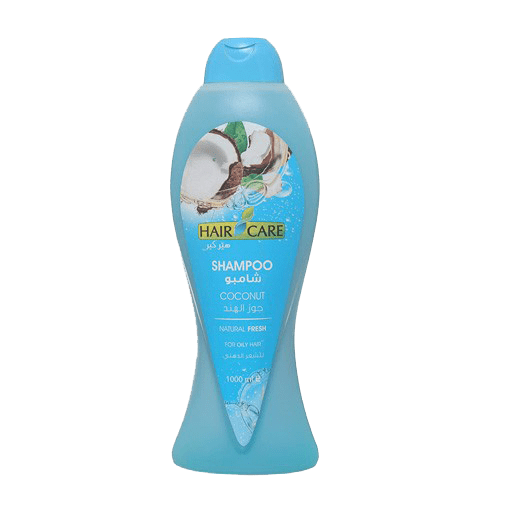 HAIR CARE
هير كير
SHAMPOO
شامبو
COCONUT
جوز الهند
NATURAL FRESH
FOR OILY HAIR
للشعر الدهني
1000 ml e